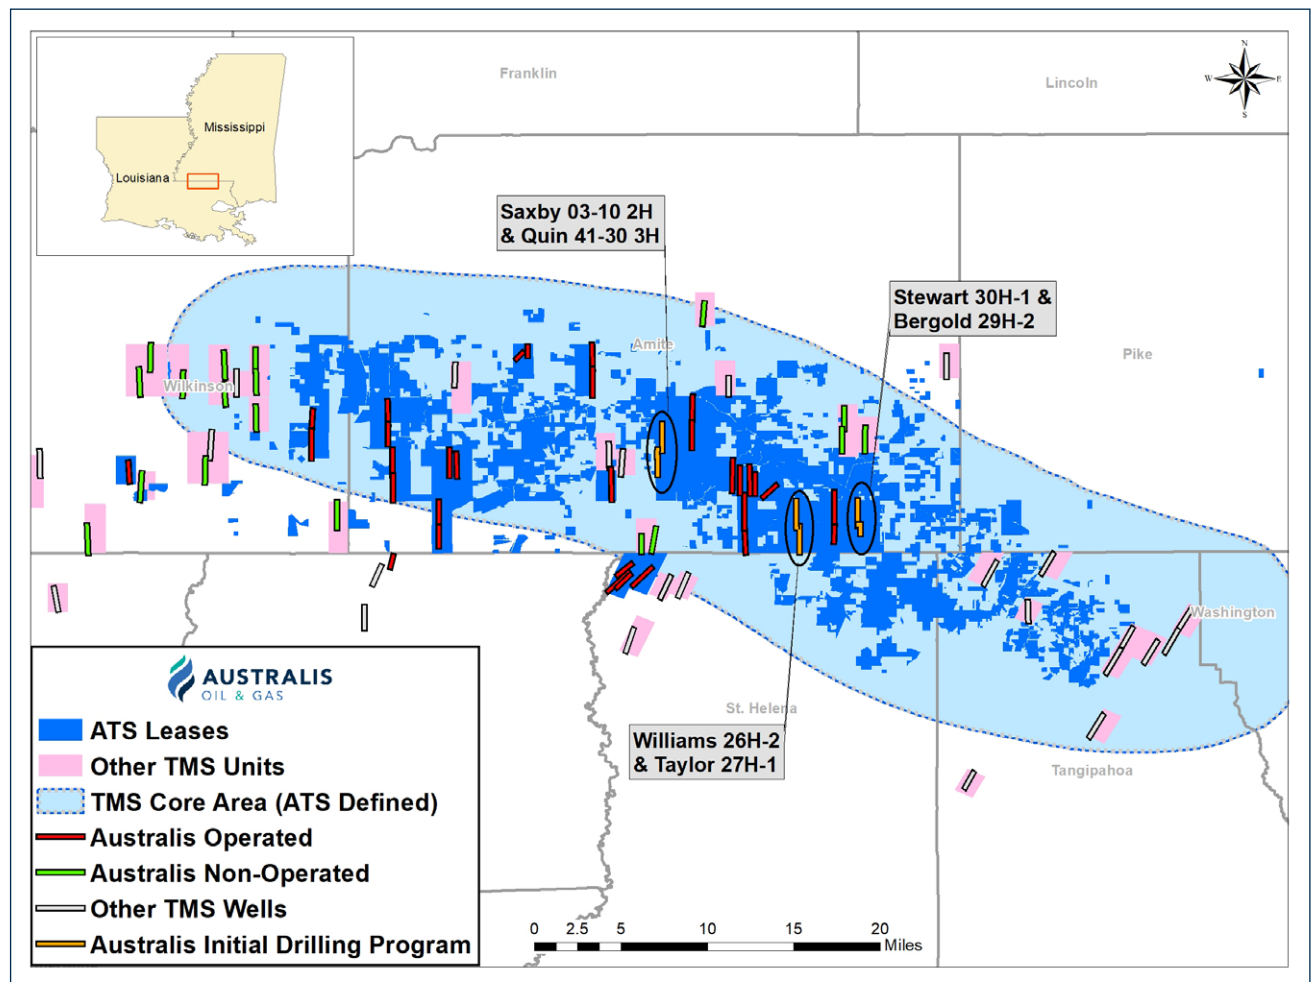 Franklin
Lincoln
N
W E
S
Mississippi
Louisiana
Saxby 03-10 2H
& Quin 41-30 3H
Stewart 30H-1 &
Bergold 29H-2
Amite
Pike
Wilkinson
Washington
St. Helena
Williams 26H-2
& Taylor 27H-1
Tangipahoa
AUSTRALIS
OIL & GAS
ATS Leases
Other TMS Units
TMS Core Area (ATS Defined)
Australis Operated
Australis Non-Operated
Other TMS Wells
Australis Initial Drilling Program
0 2.5 5 10 15 20
Miles